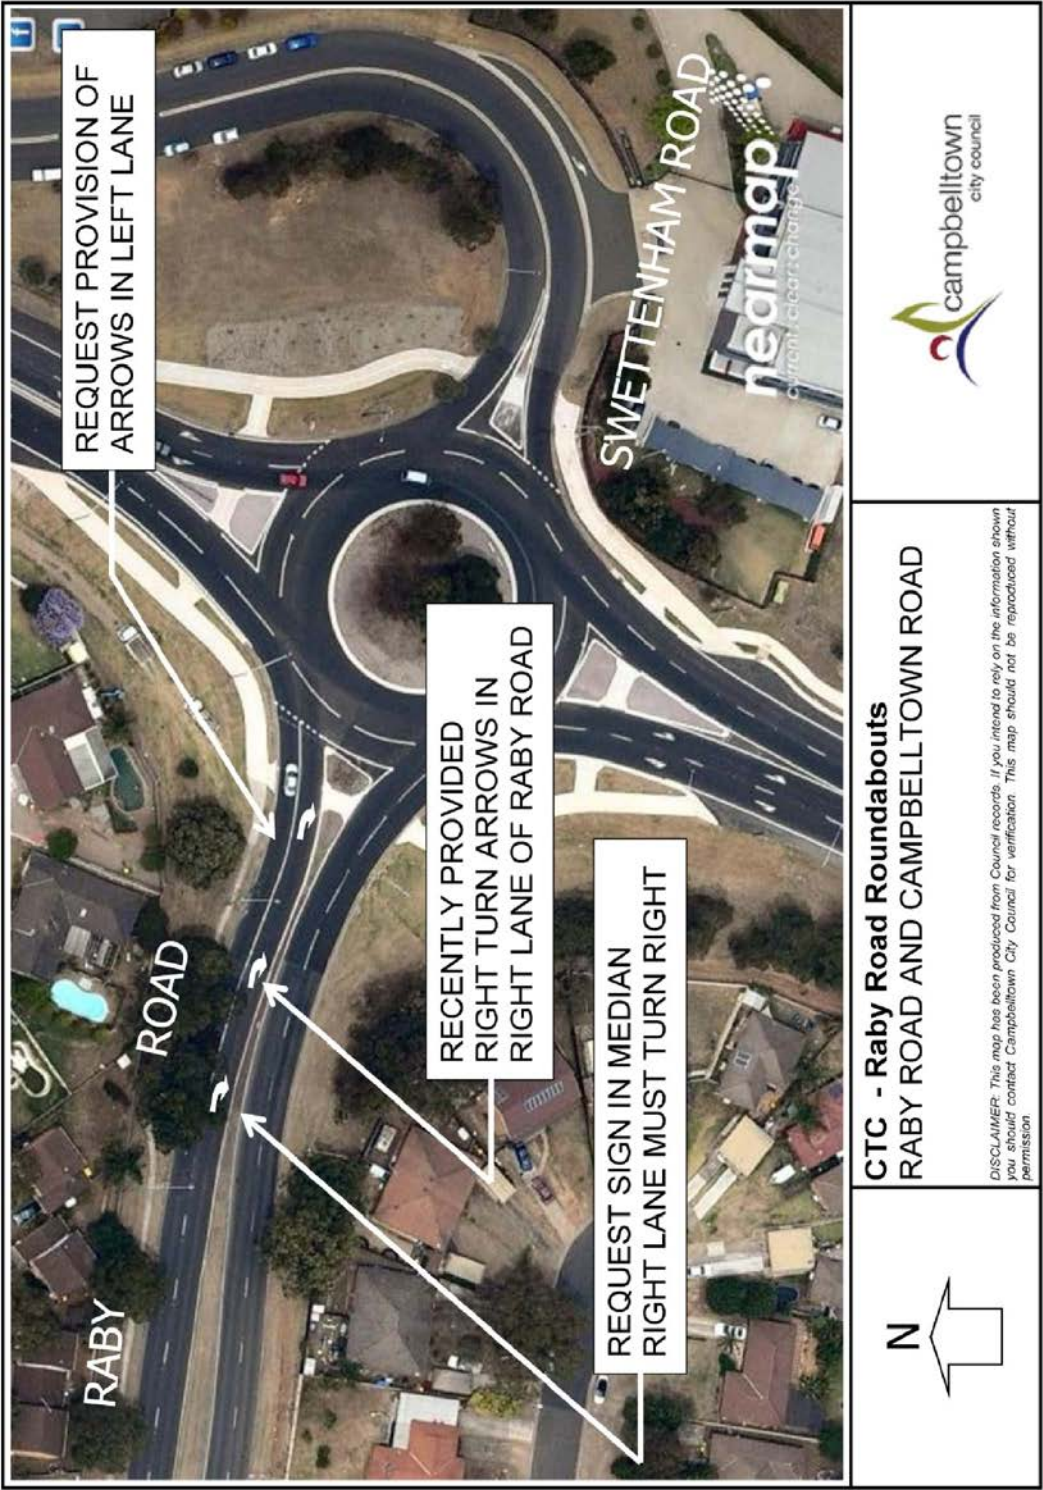 REQUEST PROVISION OF
ARROWS IN LEFT LANE
RABY
ROAD
SWETTENHAM ROAD
nearmap
current.clear.change
RECENTLY PROVIDED
RIGHT TURN ARROWS IN
RIGHT LANE OF RABY ROAD
REQUEST SIGN IN MEDIAN
RIGHT LANE MUST TURN RIGHT
N
CTC - Raby Road Roundabouts
RABY ROAD AND CAMPBELLTOWN ROAD
DISCLAIMER: This map has been produced from Council records. If you intend to rely on the information shown
you should contact Campbelltown City Council for verification. This map should not be reproduced without
permission.
campbelltown
city council